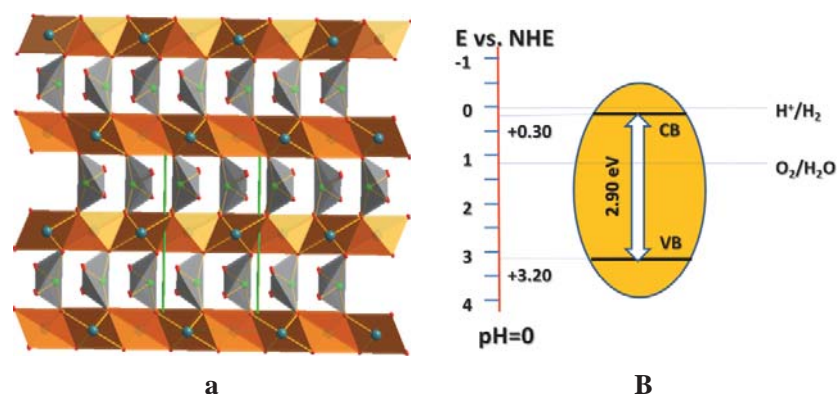 E vs. NHE
-1
0
+0.30
1
2
3
+3.20
4
pH=0
CB
2.90 eV
VB
H⁺/H₂
O₂/H₂O
a
B